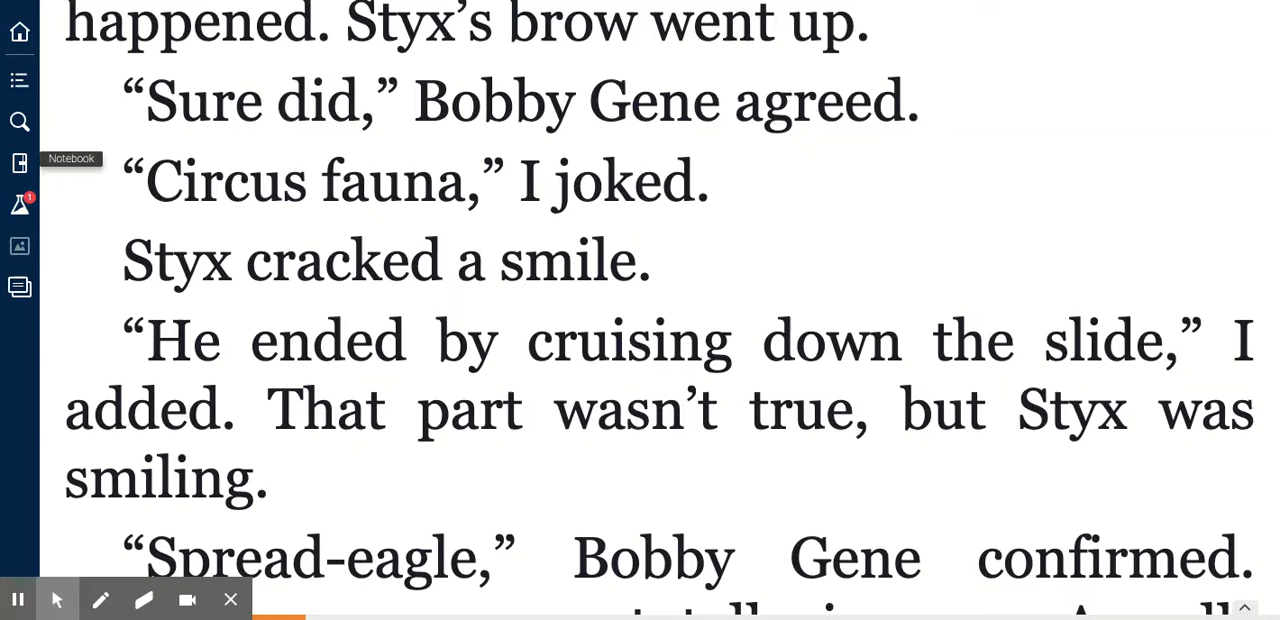 happened. Styx’s brow went up.
“Sure did,” Bobby Gene agreed.
Notebook
“Circus fauna,” I joked.
1
Styx cracked a smile.
“He ended by cruising down the slide,” I
added. That part wasn’t true, but Styx was
smiling.
“Spread-eagle,” Bobby Gene confirmed.